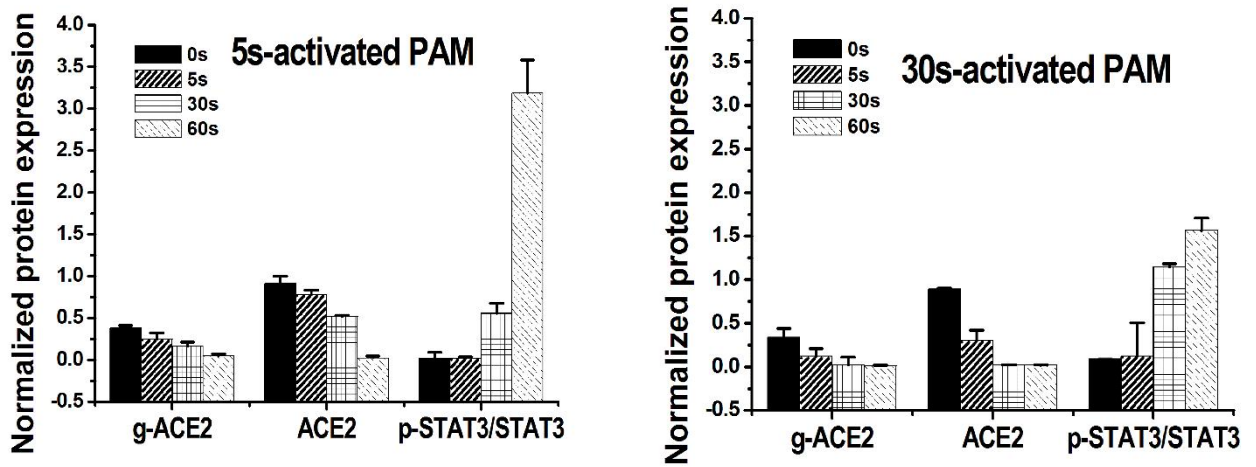 Normalized protein expression
4.0
3.5
3.0
2.5
2.0
1.5
1.0
0.5
0.0
-0.5
0s
5s
30s
60s
5s-activated PAM
g-ACE2
ACE2
p-STAT3/STAT3
Normalized protein expression
4.0
3.5
3.0
2.5
2.0
1.5
1.0
0.5
0.0
-0.5
0s
5s
30s
60s
30s-activated PAM
g-ACE2
ACE2
p-STAT3/STAT3